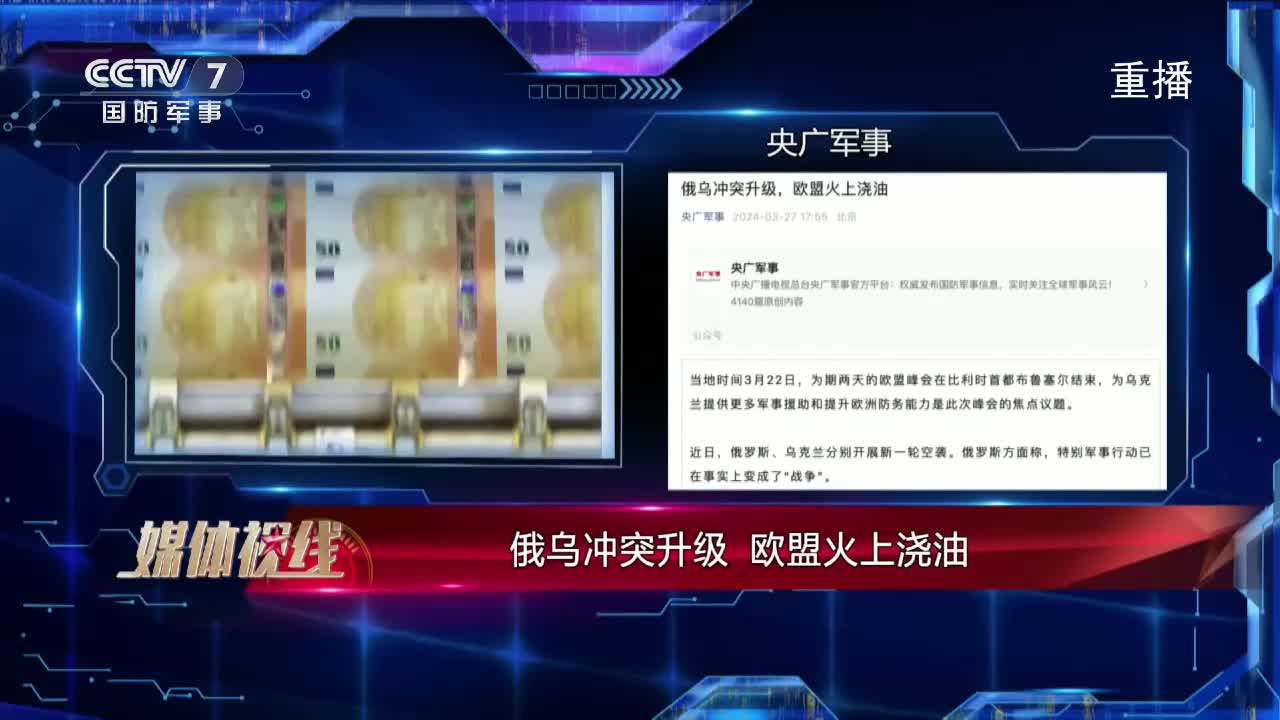 CCTV 7
国防军事
重播
央广军事
50
50
50
50
俄乌冲突升级，欧盟火上浇油
央广军事 2024-03-27 17:55 北京
央广军事
央广军事
中央广播电视总台央广军事官方平台：权威发布国防军事信息，实时关注全球军事风云！
4140篇原创内容
公众号
当地时间3月22日，为期两天的欧盟峰会在比利时首都布鲁塞尔结束，为乌克
兰提供更多军事援助和提升欧洲防务能力是此次峰会的焦点议题。
近日，俄罗斯、乌克兰分别开展新一轮空袭。俄罗斯方面称，特别军事行动已
在事实上变成了“战争”。
媒体视线
俄乌冲突升级 欧盟火上浇油